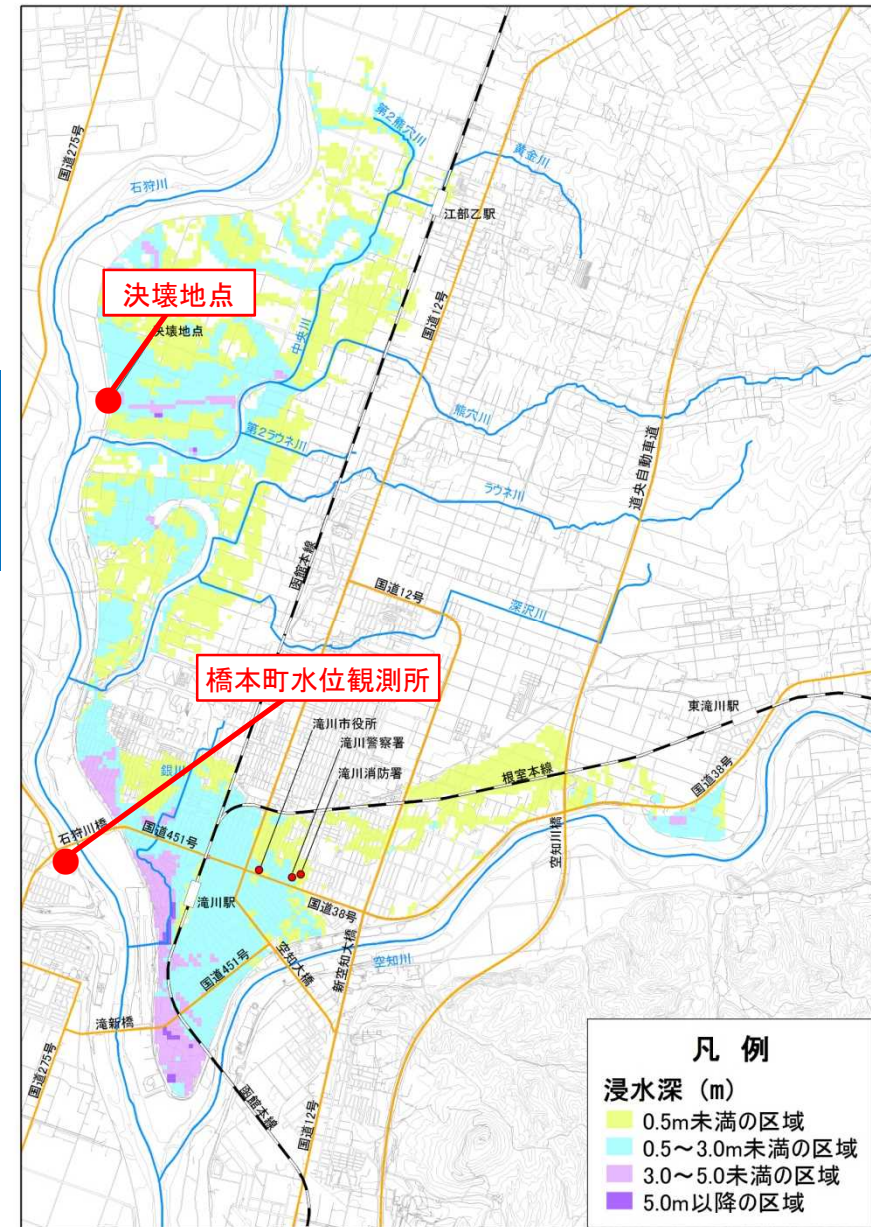 国道275号
石狩川
第2熊穴川
黄金川
江部乙駅
決壊地点
決壊地点
国道12号
中央川
熊穴川
第2ラウネ川
ラウネ川
道央自動車道
函館本線
国道12号
深沢川
橋本町水位観測所
東滝川駅
滝川市役所
滝川警察署
滝川消防署
銀川
根室本線
国道38号
石狩川橋
国道451号
空知川橋
滝川駅
国道38号
空知大橋
新空知大橋
空知川
国道451号
滝新橋
国道275号
函館本線
国道12号
凡 例
浸水深 (m)
0.5m未満の区域
0.5～3.0m未満の区域
3.0～5.0未満の区域
5.0m以降の区域